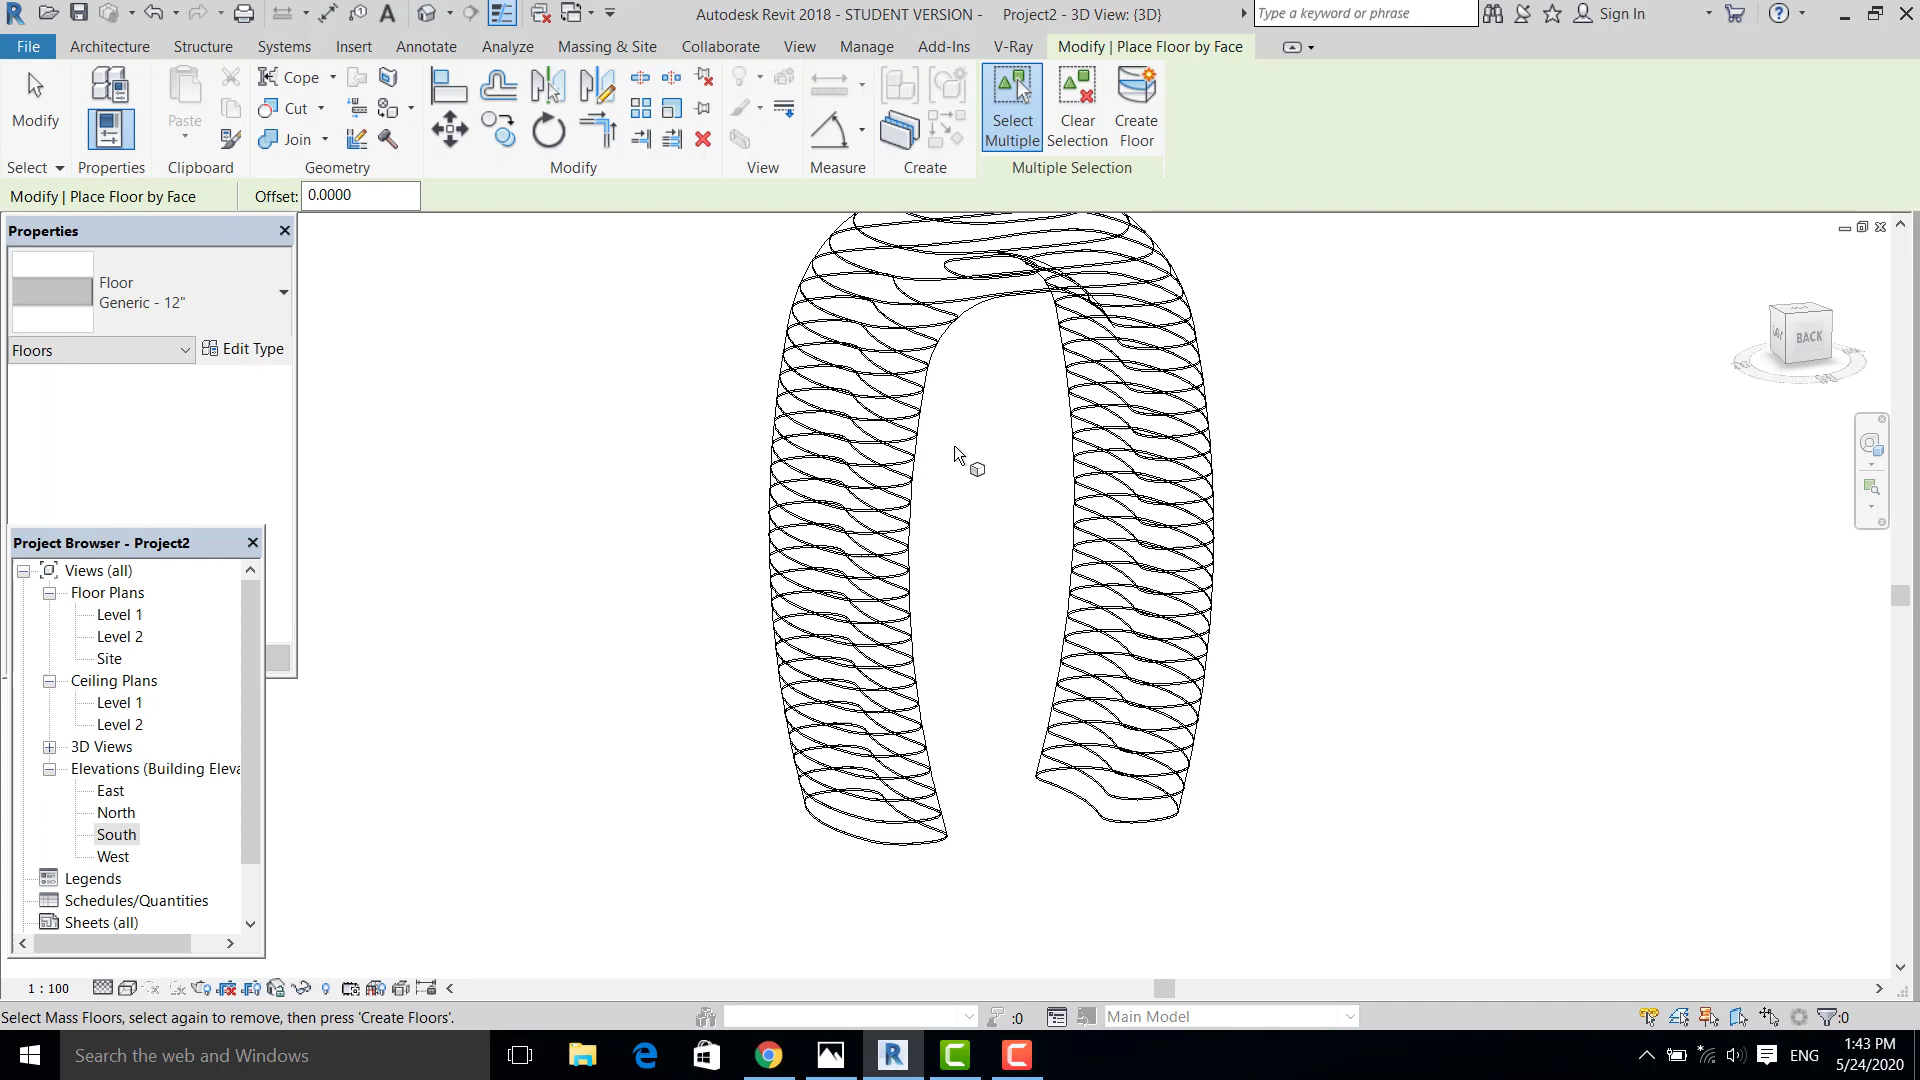 Autodesk Revit 2018 - STUDENT VERSION - Project2 - 3D View: {3D}
Type a keyword or phrase
Sign In
File Architecture Structure Systems Insert Annotate Analyze Massing & Site Collaborate View Manage Add-Ins V-Ray Modify | Place Floor by Face
Modify
Paste
Cope
Cut
Join
Select Multiple
Clear Selection
Create Floor
Select Properties Clipboard Geometry Modify View Measure Create Multiple Selection
Modify | Place Floor by Face Offset: 0.0000
Properties
Floor
Generic - 12"
Floors Edit Type
BACK
Project Browser - Project2
Views (all)
Floor Plans
Level 1
Level 2
Site
Ceiling Plans
Level 1
Level 2
3D Views
Elevations (Building Eleva
East
North
South
West
Legends
Schedules/Quantities
Sheets (all)
1 : 100
Select Mass Floors, select again to remove, then press 'Create Floors'. :0 Main Model :0
Search the web and Windows
ENG
1:43 PM
5/24/2020